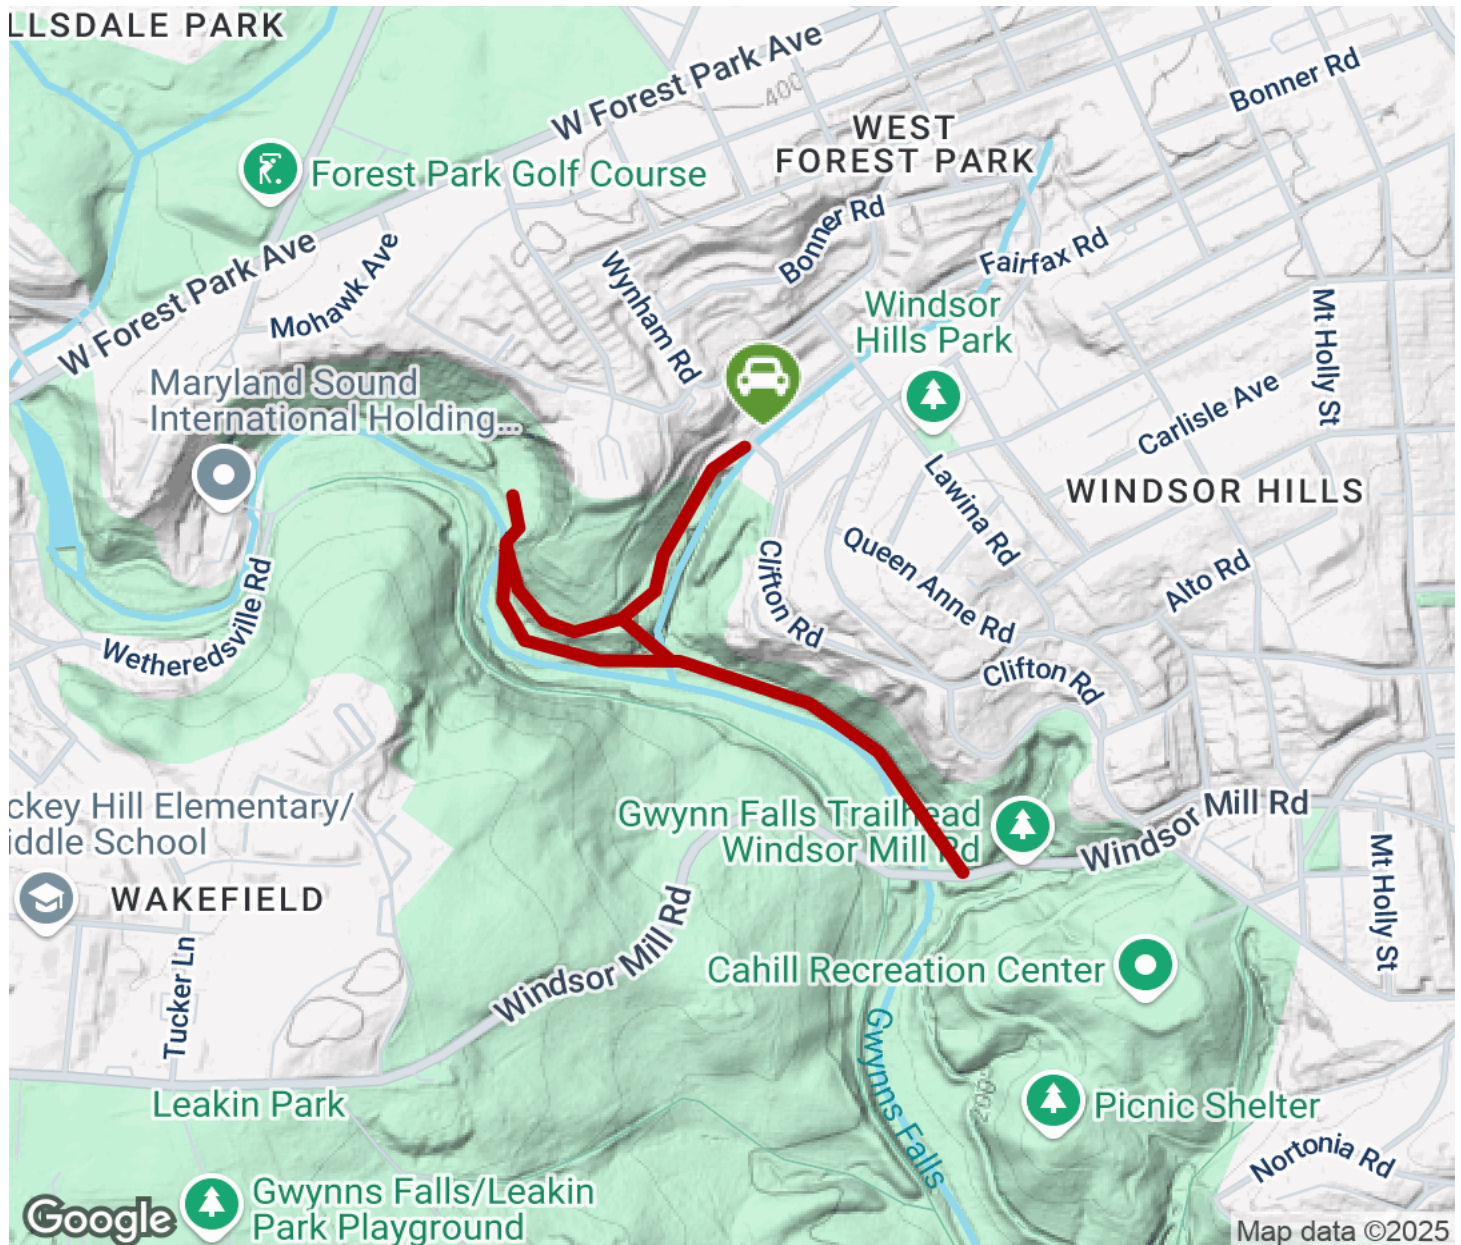 LLSDALE PARK
W Forest Park Ave
400
Bonner Rd
WEST
FOREST PARK
Forest Park Golf Course
Bonner Rd
W Forest Park Ave
Mohawk Ave
Wynham Rd
Fairfax Rd
Windsor
Hills Park
Mt Holly St
Maryland Sound
International Holding...
Carlisle Ave
Lawina Rd
WINDSOR HILLS
Queen Anne Rd
Clifton Rd
Alto Rd
Wetheredsville Rd
Clifton Rd
ckey Hill Elementary/
iddle School
Gwynn Falls Trailhead
Windsor Mill Rd
Windsor Mill Rd
Mt Holly St
WAKEFIELD
Tucker Ln
Windsor Mill Rd
Cahill Recreation Center
Gwynns Falls
200
Leakin Park
Picnic Shelter
Nortonia Rd
Gwynns Falls/Leakin
Park Playground
Google
Map data ©2025